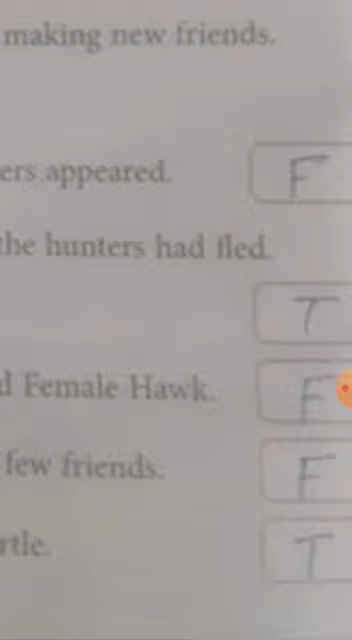 making new friends.
ers appeared. F
the hunters had fled.
T
d Female Hawk. F
few friends. F
rtle. T